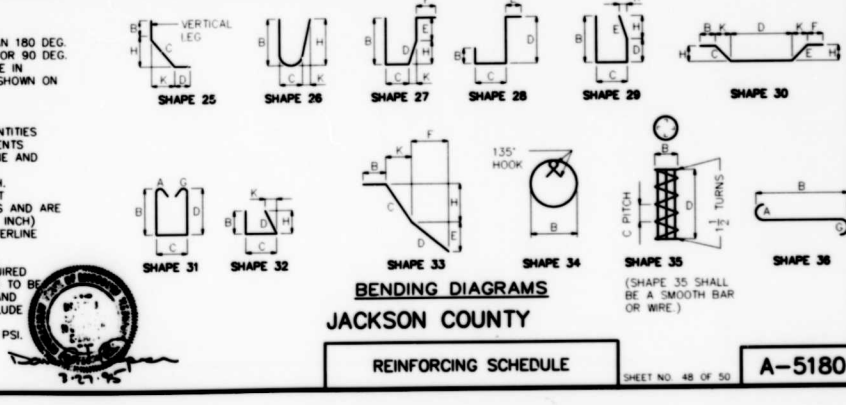 N 180 DEG.
OR 90 DEG.
E IN
SHOWN ON
NTITIES
ENTS
E AND
H.
T
S AND ARE
INCH)
ERLINE
UIRED
TO BE
AND
LUDE
PSI.
B
H
VERTICAL
LEG
C
K D
SHAPE 25
B
H
C K
SHAPE 26
B
E
H
D
C K
SHAPE 27
B
D
C
SHAPE 28
B
E
H
D
C
SHAPE 29
B K D K F
H C E H
SHAPE 30
A G
B D
C
SHAPE 31
K
B D H
C
SHAPE 32
F
K
B
C
H
D
E
SHAPE 33
135°
HOOK
B
SHAPE 34
B
C PITCH
D
1 1/2 TURNS
SHAPE 35
(SHAPE 35 SHALL
BE A SMOOTH BAR
OR WIRE.)
B
A
G
SHAPE 36
BENDING DIAGRAMS
JACKSON COUNTY
REINFORCING SCHEDULE
SHEET NO. 48 OF 50
A-5180